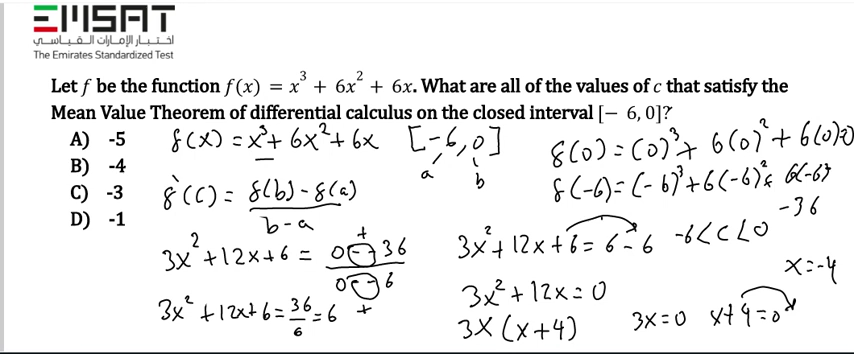 EMSAT
اختبار الإمارات القياسي
The Emirates Standardized Test
Let f be the function f(x) = x³ + 6x² + 6x. What are all of the values of c that satisfy the
Mean Value Theorem of differential calculus on the closed interval [− 6, 0]?
A) -5
B) -4
C) -3
D) -1
f(x) = x³ + 6x² + 6x [-6, 0]
a b
f'(c) = f(b) - f(a) / b - a
3x² + 12x + 6 = 0 - - 36 / 0 - - 6
+
+
3x² + 12x + 6 = 36/6 = 6
f(0) = (0)³ + 6(0)² + 6(0)
f(-6) = (-6)³ + 6(-6)² + 6(-6)
-36
3x² + 12x + 6 = 6 - 6 -6 < c < 0
3x² + 12x = 0
3x (x + 4) 3x = 0 x + 4 = 0
x = -4